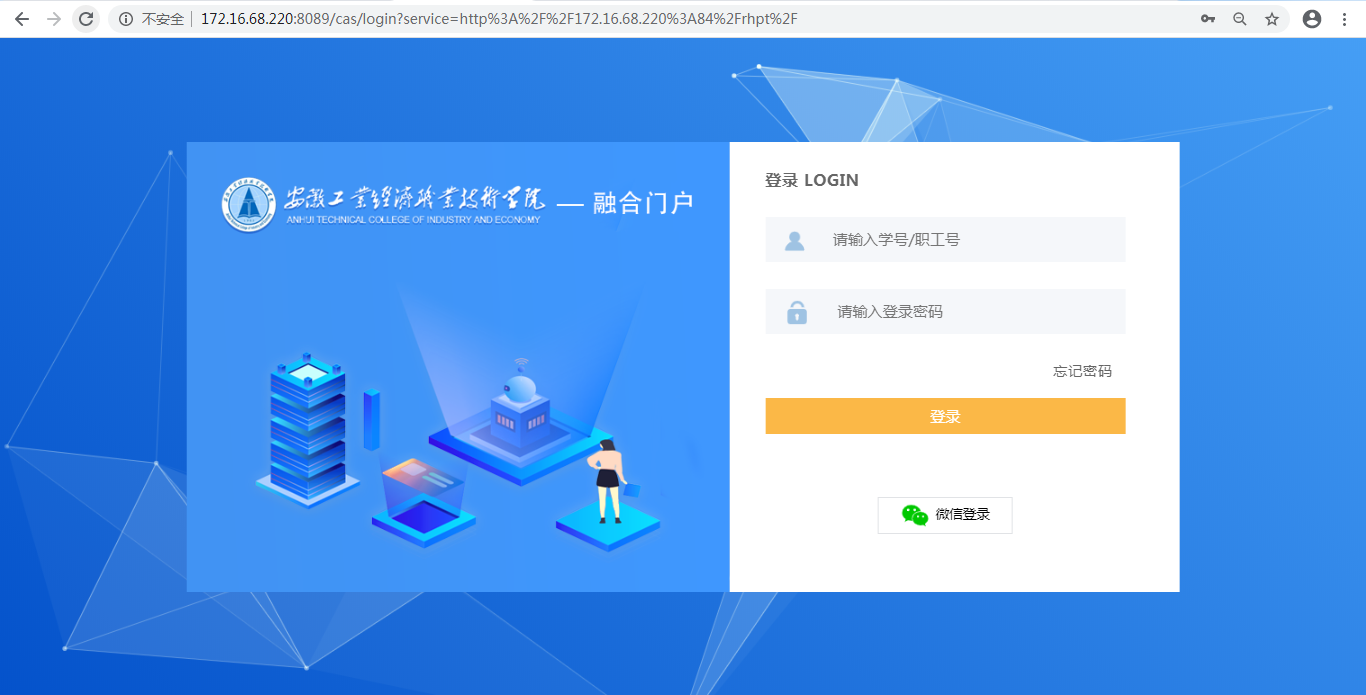 不安全 172.16.68.220:8089/cas/login?service=http%3A%2F%2F172.16.68.220%3A84%2Frhpt%2F
安徽工业经济职业技术学院 — 融合门户
ANHUI TECHNICAL COLLEGE OF INDUSTRY AND ECONOMY
登录 LOGIN
请输入学号/职工号
请输入登录密码
忘记密码
登录
微信登录